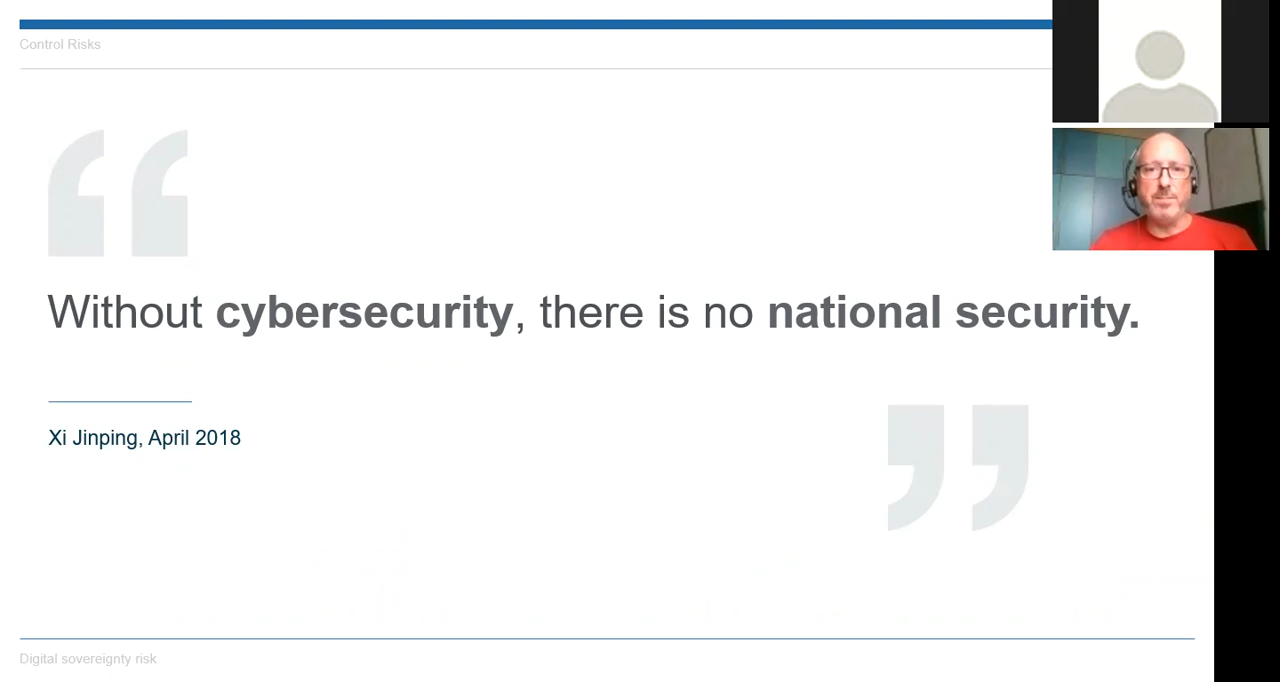 Control Risks
Without cybersecurity, there is no national security.
Xi Jinping, April 2018
Digital sovereignty risk